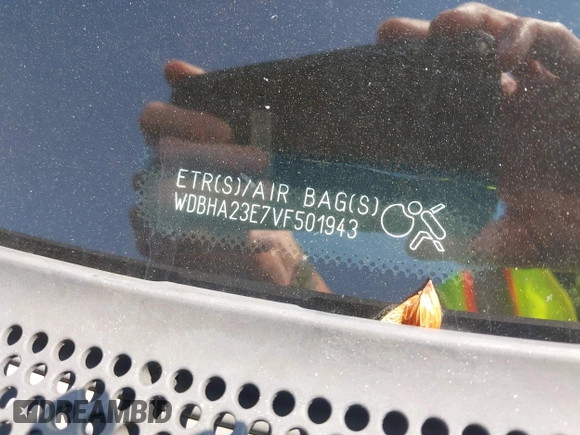 ETR(S)/AIR BAG(S)
WDBHA23E7VF501943
DREAMBID